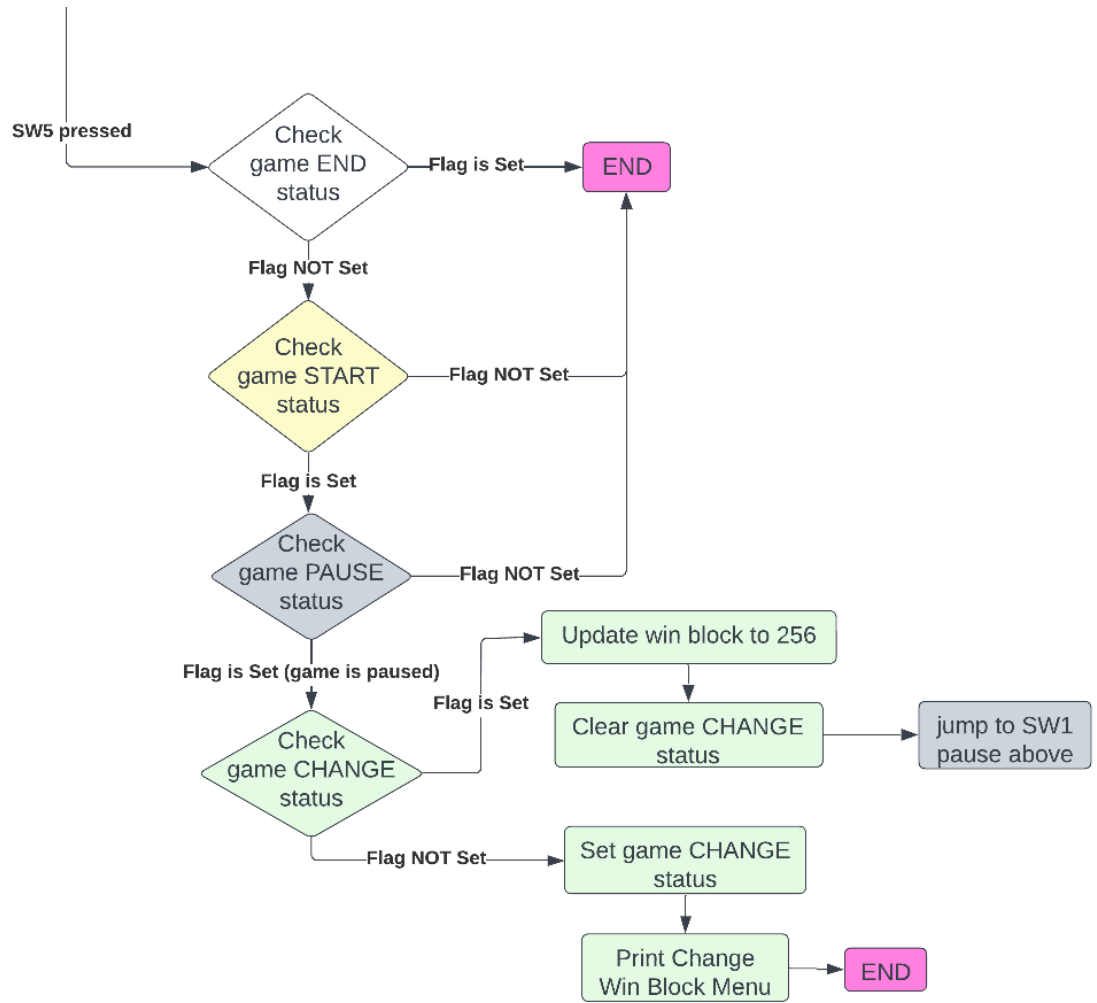 SW5 pressed
Check
game END
status
Flag is Set
END
Flag NOT Set
Check
game START
status
Flag NOT Set
Flag is Set
Check
game PAUSE
status
Flag NOT Set
Flag is Set (game is paused)
Check
game CHANGE
status
Flag is Set
Update win block to 256
Clear game CHANGE
status
jump to SW1
pause above
Flag NOT Set
Set game CHANGE
status
Print Change
Win Block Menu
END